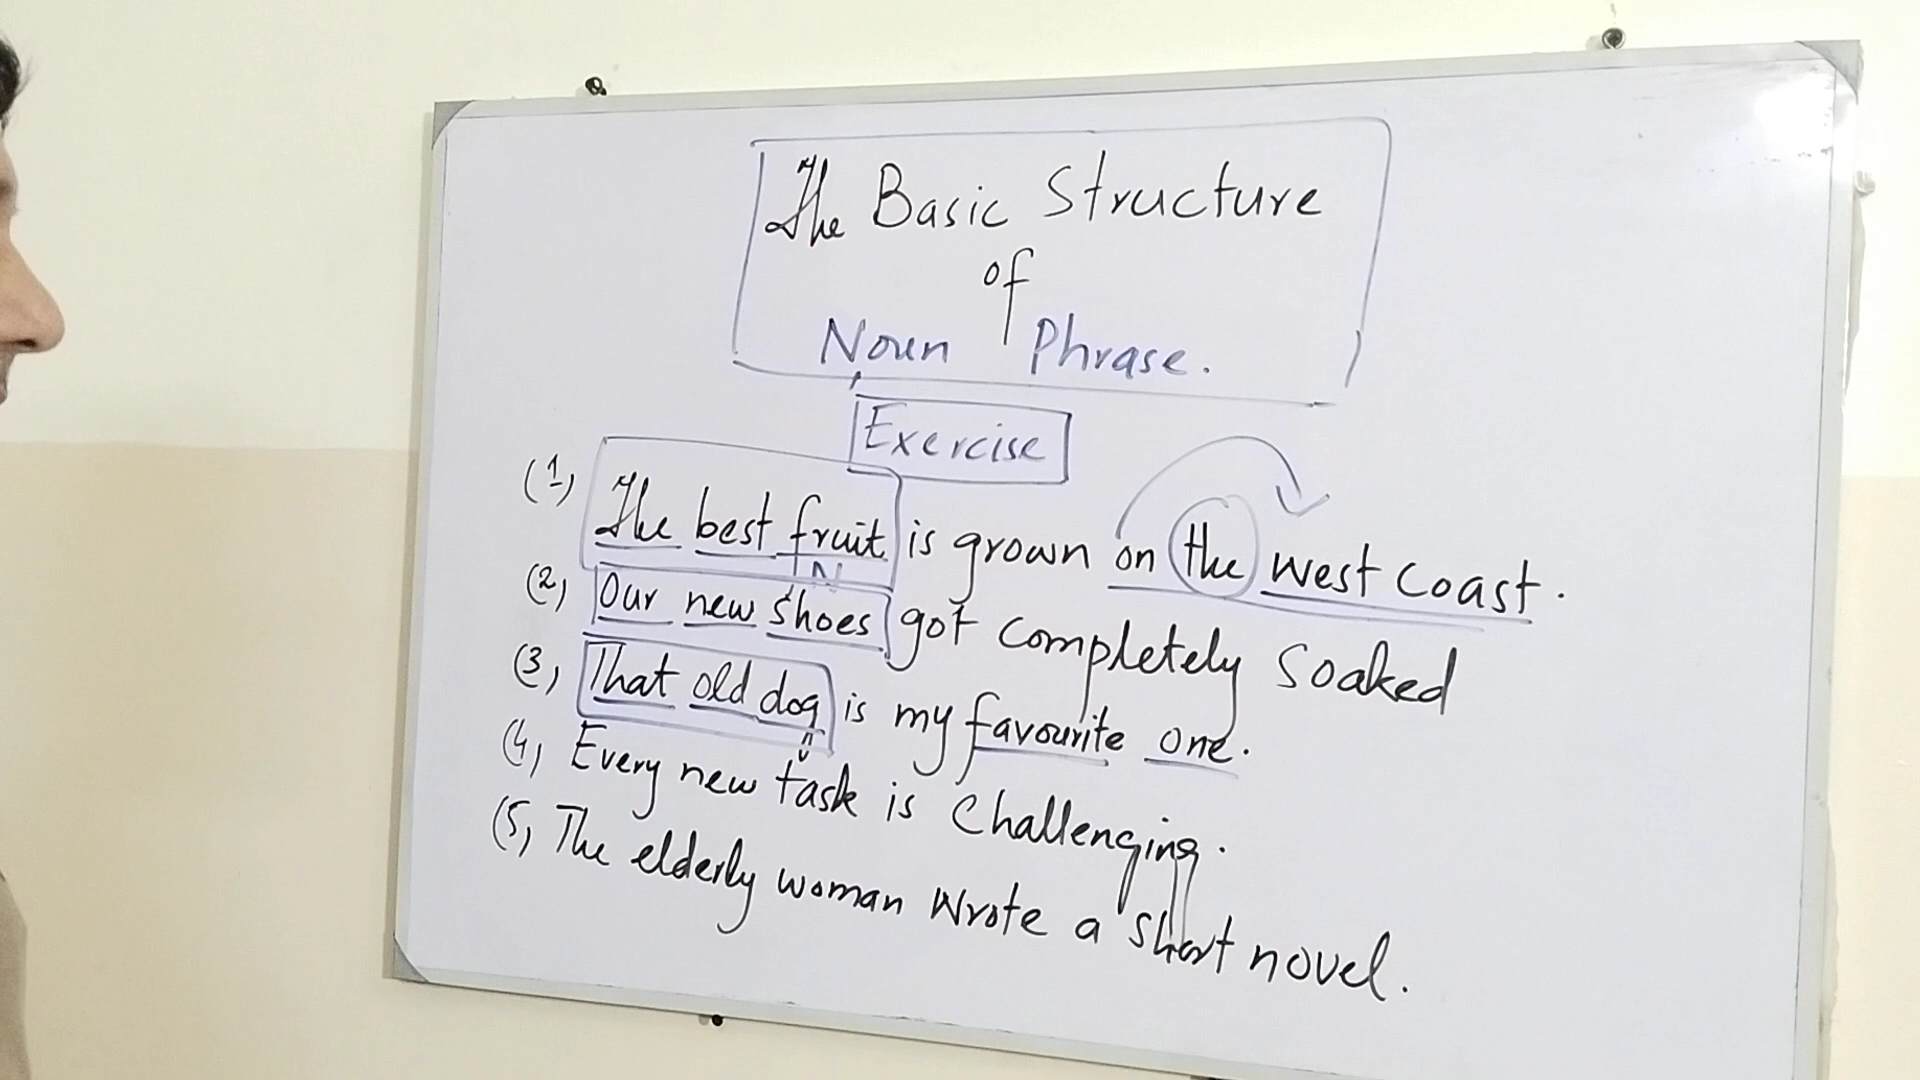 The Basic Structure
of
Noun Phrase.
Exercise
(1) The best fruit is grown on the west coast.
N
(2) Our new shoes got completely soaked
(3) That old dog is my favourite one.
(4) Every new task is challenging.
(5) The elderly woman wrote a short novel.